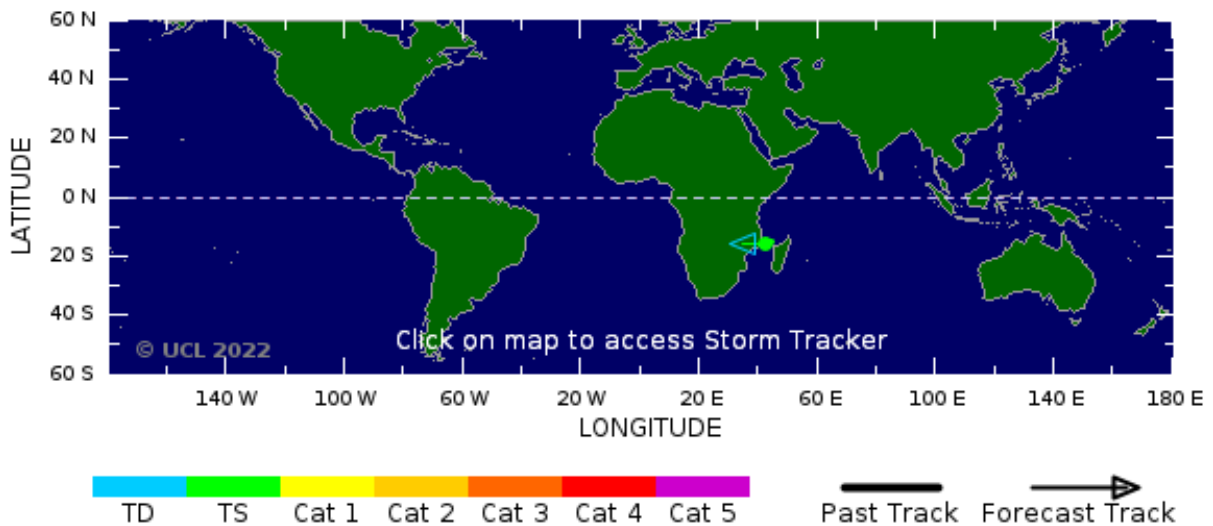 60 N
40 N
20 N
0 N
20 S
40 S
60 S
LATITUDE
Click on map to access Storm Tracker
© UCL 2022
140 W 100 W 60 W 20 W 20 E 60 E 100 E 140 E 180 E
LONGITUDE
TD TS Cat 1 Cat 2 Cat 3 Cat 4 Cat 5 Past Track Forecast Track